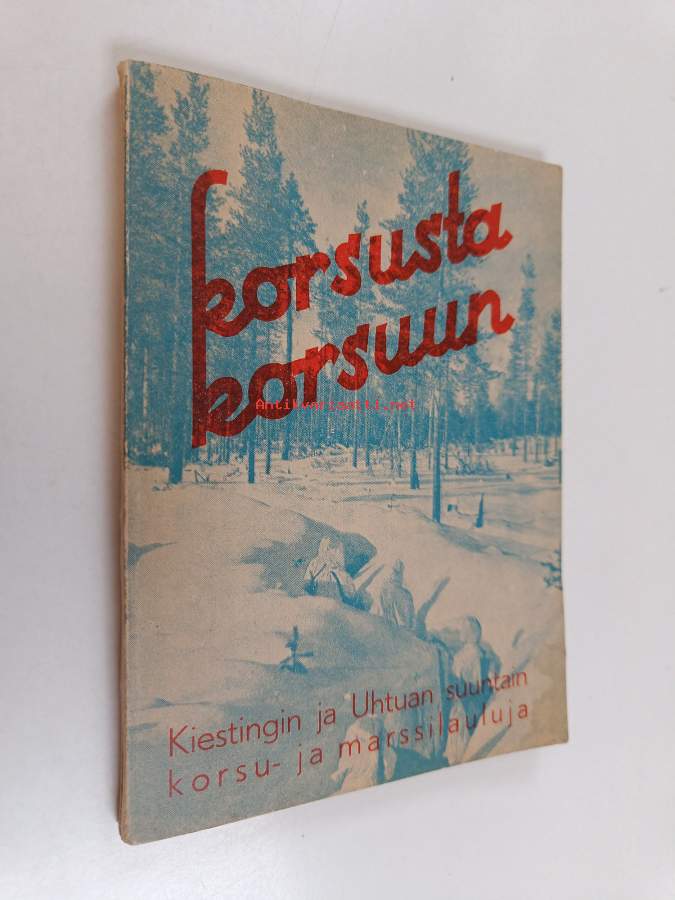 korsusta
korsuun
Antikvariaatti.net
Kiestingin ja Uhtuan suuntain
korsu- ja marssilauluja